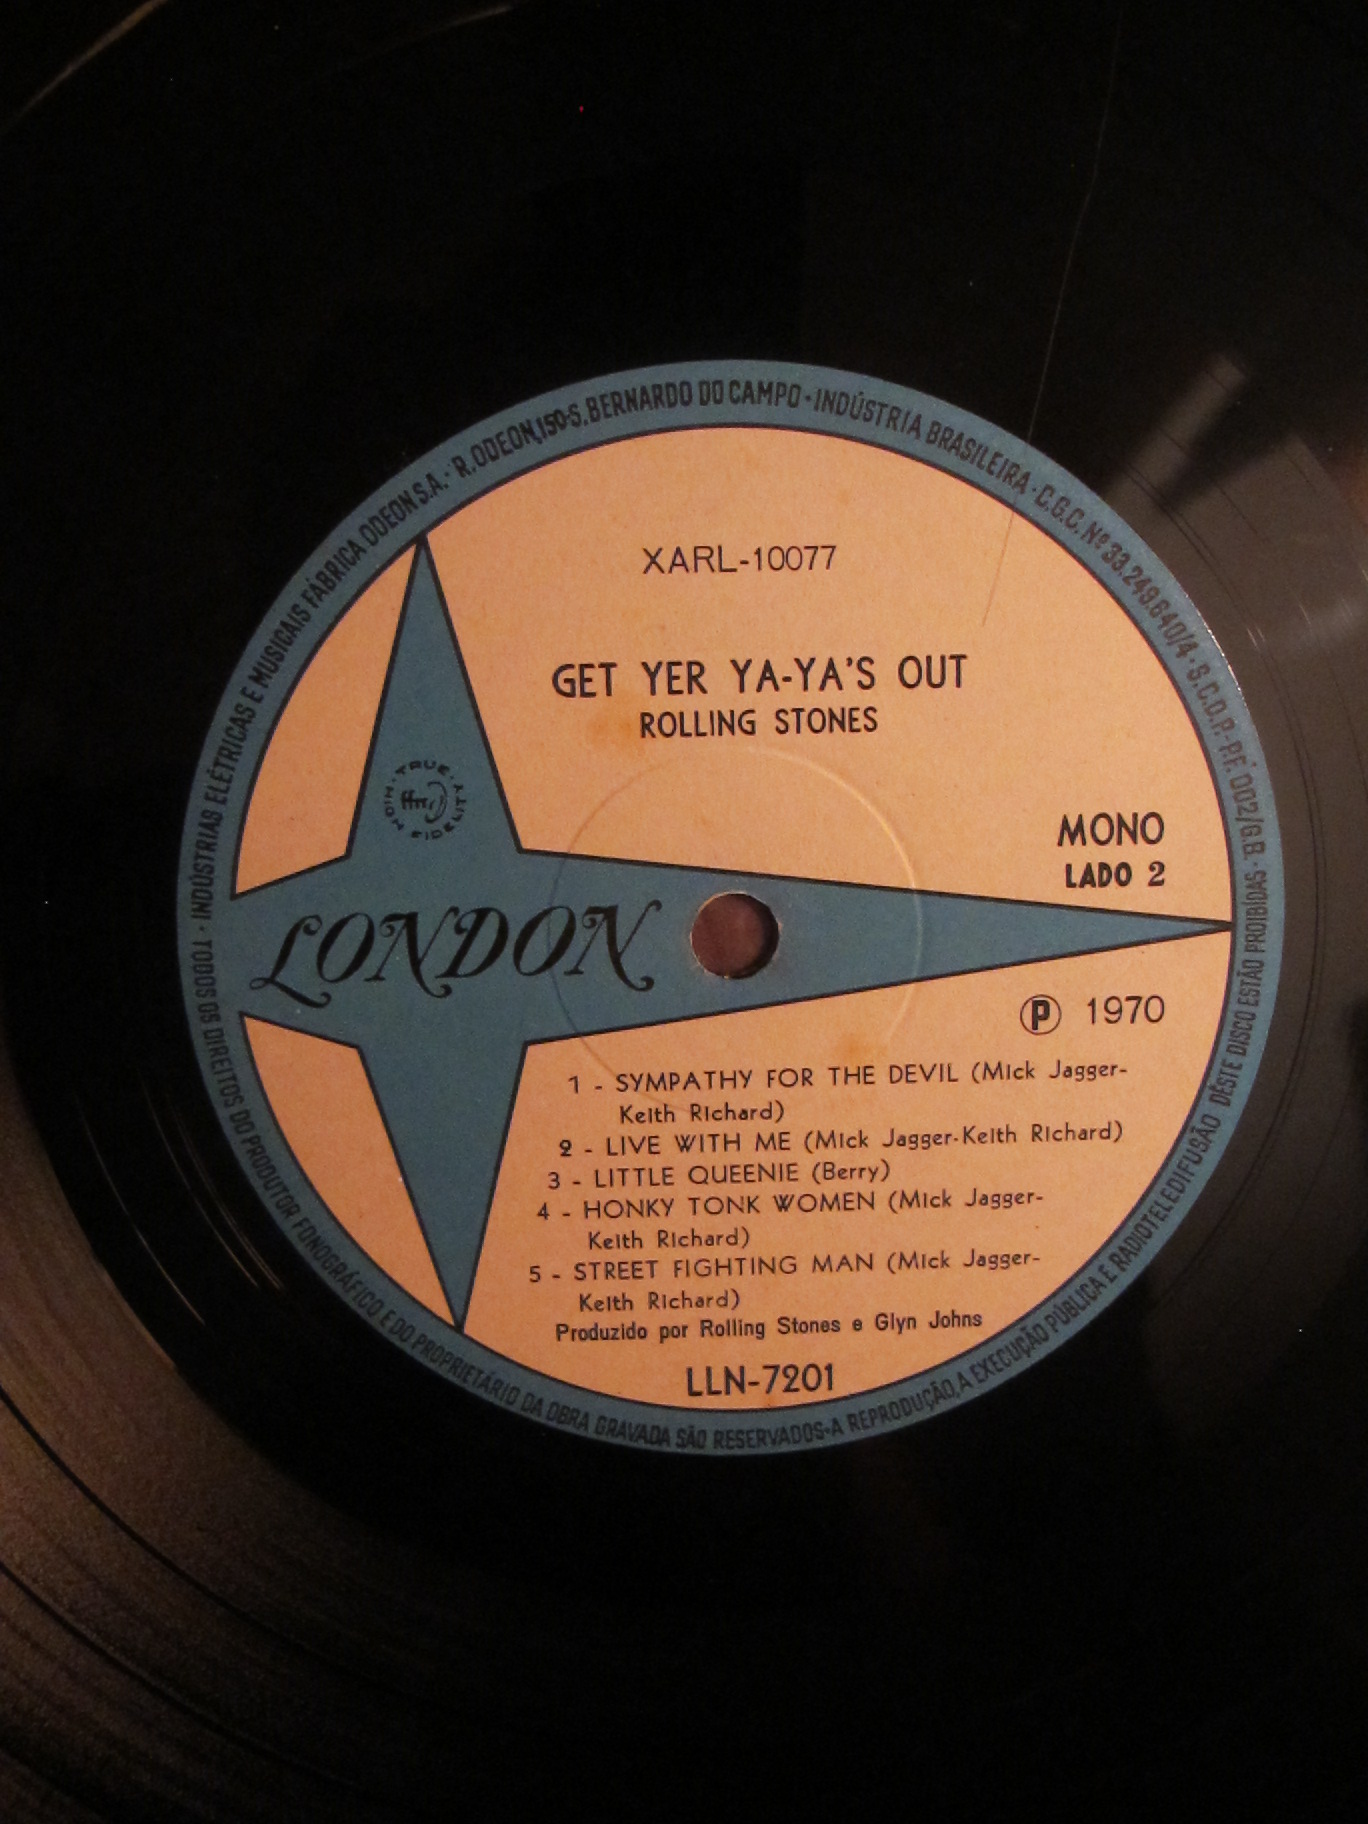 INDÚSTRIAS ELÉTRICAS E MUSICAIS FÁBRICA ODEON S.A. · R. ODEON, 150-S. BERNARDO DO CAMPO · INDÚSTRIA BRASILEIRA · C.G.C. Nº 33.249.640/4 · S.C.D.P.-P.F. 002/GB ·
XARL-10077
GET YER YA-YA'S OUT
ROLLING STONES
TRUE HIGH FIDELITY
ffrr
MONO
LADO 2
LONDON
Ⓟ 1970
1 - SYMPATHY FOR THE DEVIL (Mick Jagger-
Keith Richard)
2 - LIVE WITH ME (Mick Jagger-Keith Richard)
3 - LITTLE QUEENIE (Berry)
4 - HONKY TONK WOMEN (Mick Jagger-
Keith Richard)
5 - STREET FIGHTING MAN (Mick Jagger-
Keith Richard)
Produzido por Rolling Stones e Glyn Johns
LLN-7201
TODOS OS DIREITOS DO PRODUTOR FONOGRÁFICO E DO PROPRIETÁRIO DA OBRA GRAVADA SÃO RESERVADOS-A REPRODUÇÃO, A EXECUÇÃO PÚBLICA E RADIOTELEDIFUSÃO DÊSTE DISCO ESTÃO PROIBIDAS ·